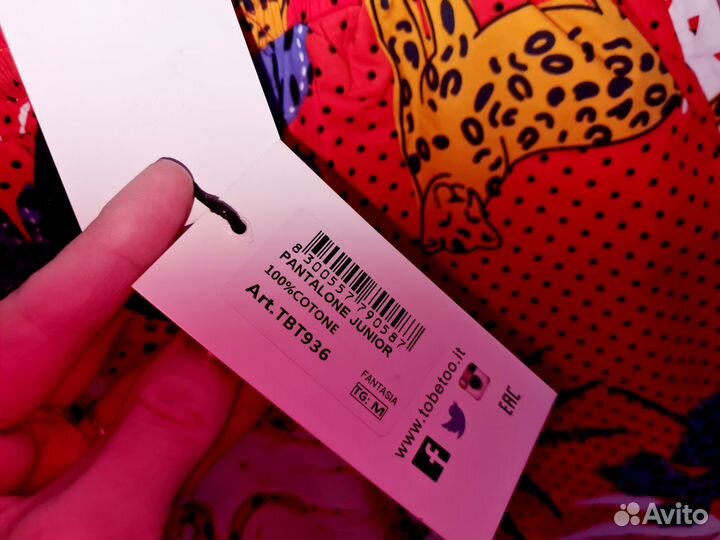 8300557790587
PANTALONE JUNIOR
100%COTONE
Art.TBT936
FANTASIA
TG: M
www.tobetoo.it
EAC
Avito